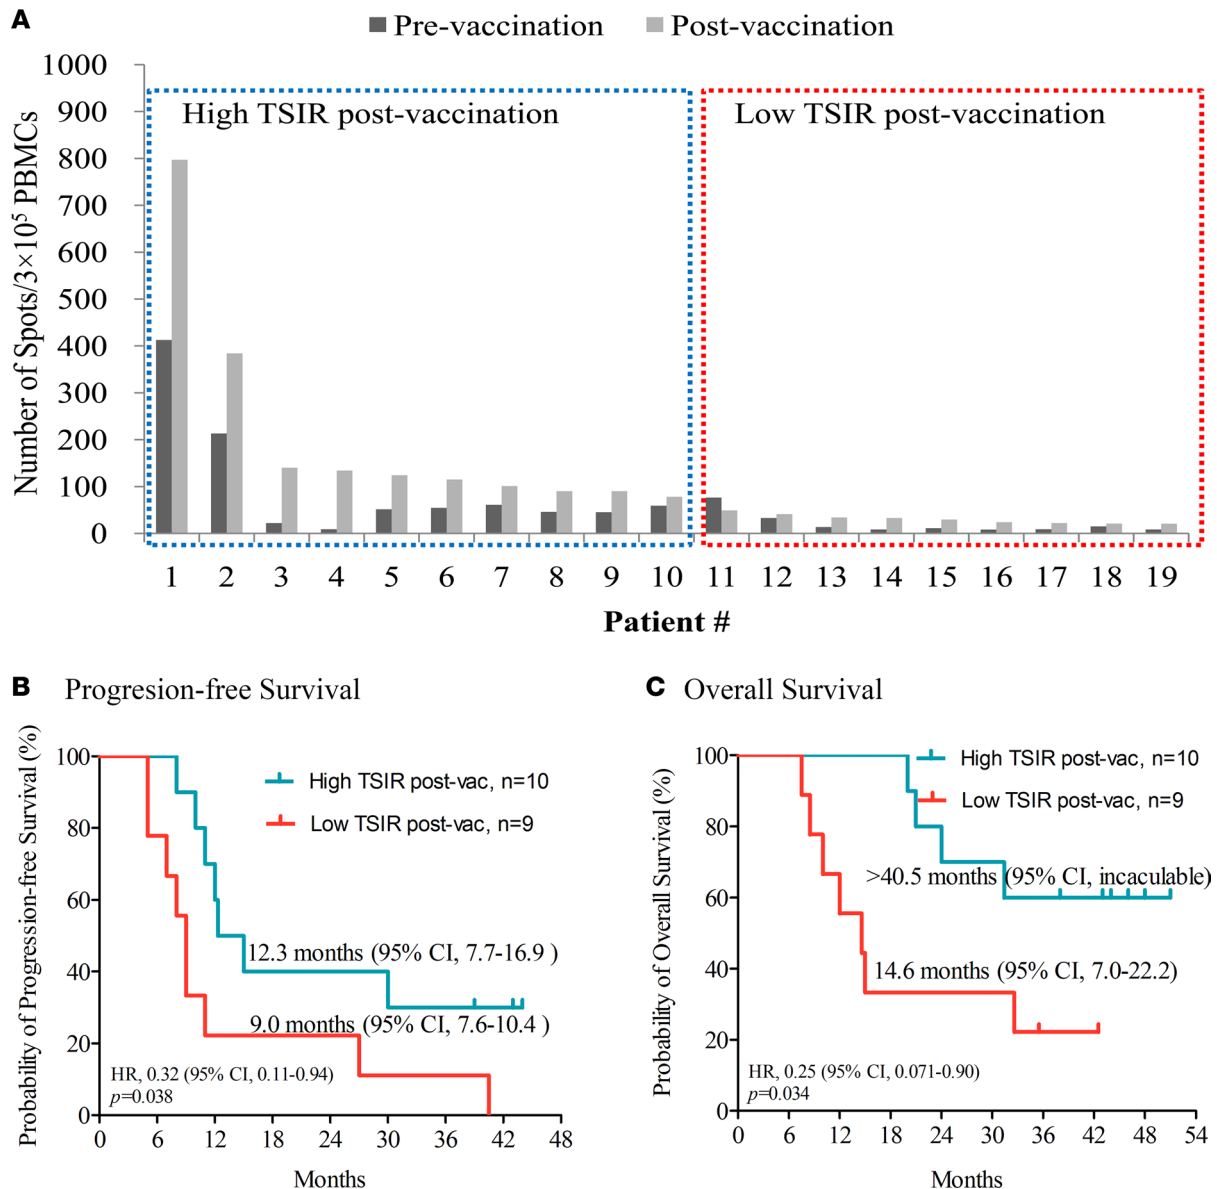 A
Pre-vaccination Post-vaccination
High TSIR post-vaccination Low TSIR post-vaccination
Number of Spots/3×10⁵ PBMCs
1000
900
800
700
600
500
400
300
200
100
0
1 2 3 4 5 6 7 8 9 10 11 12 13 14 15 16 17 18 19
Patient #
B Progresion-free Survival
Probability of Progression-free Survival (%)
High TSIR post-vac, n=10
Low TSIR post-vac, n=9
12.3 months (95% CI, 7.7-16.9 )
9.0 months (95% CI, 7.6-10.4 )
HR, 0.32 (95% CI, 0.11-0.94)
p=0.038
100
80
60
40
20
0
0 6 12 18 24 30 36 42 48
Months
C Overall Survival
Probability of Overall Survival (%)
High TSIR post-vac, n=10
Low TSIR post-vac, n=9
>40.5 months (95% CI, incaculable)
14.6 months (95% CI, 7.0-22.2)
HR, 0.25 (95% CI, 0.071-0.90)
p=0.034
100
80
60
40
20
0
0 6 12 18 24 30 36 42 48 54
Months